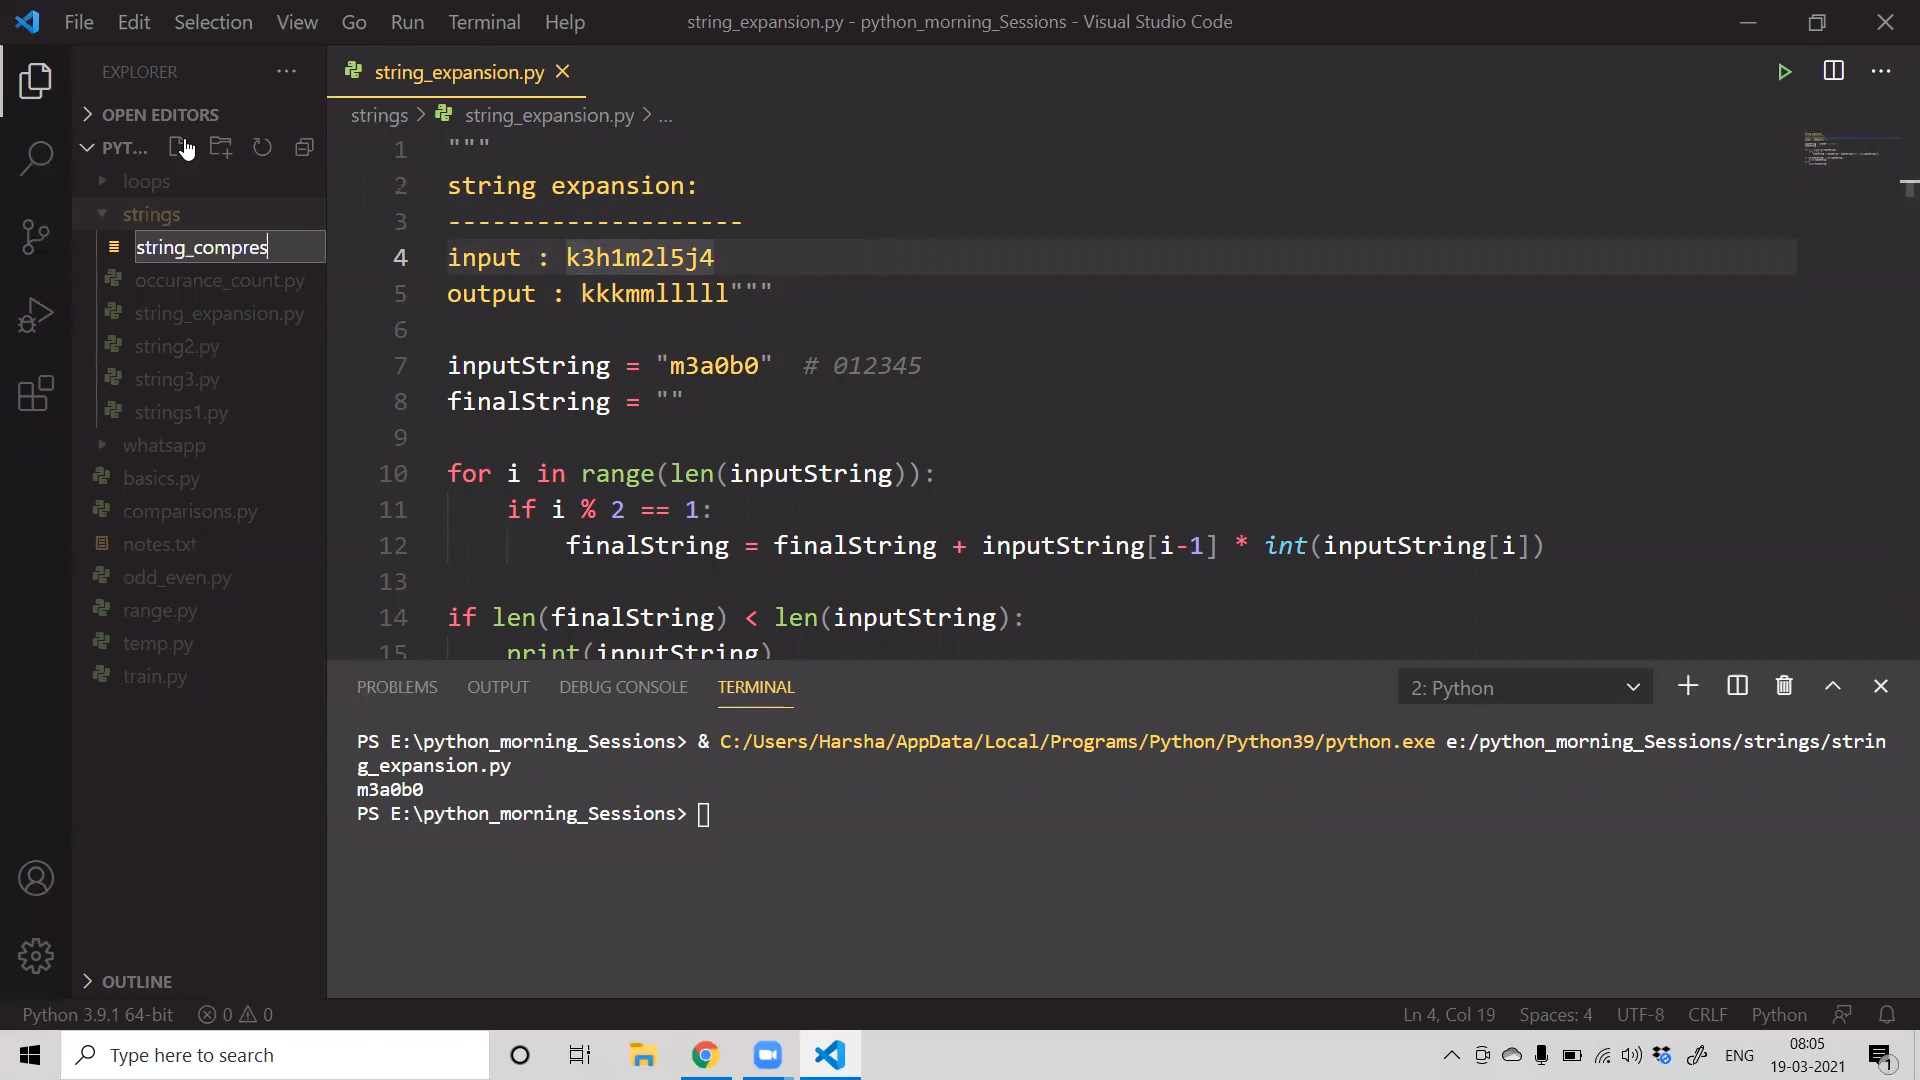 File Edit Selection View Go Run Terminal Help
string_expansion.py - python_morning_Sessions - Visual Studio Code
EXPLORER
OPEN EDITORS
PYT...
loops
strings
string_compres
occurance_count.py
string_expansion.py
string2.py
string3.py
strings1.py
whatsapp
basics.py
comparisons.py
notes.txt
odd_even.py
range.py
temp.py
train.py
OUTLINE
string_expansion.py
strings > string_expansion.py > ...
1 """
2 string expansion:
3 --------------------
4 input : k3h1m2l5j4
5 output : kkkmmlllll"""
6
7 inputString = "m3a0b0" # 012345
8 finalString = ""
9
10 for i in range(len(inputString)):
11 if i % 2 == 1:
12 finalString = finalString + inputString[i-1] * int(inputString[i])
13
14 if len(finalString) < len(inputString):
15 print(inputString)
PROBLEMS OUTPUT DEBUG CONSOLE TERMINAL
2: Python
PS E:\python_morning_Sessions> & C:/Users/Harsha/AppData/Local/Programs/Python/Python39/python.exe e:/python_morning_Sessions/strings/strin
g_expansion.py
m3a0b0
PS E:\python_morning_Sessions>
Python 3.9.1 64-bit 0 0
Ln 4, Col 19 Spaces: 4 UTF-8 CRLF Python
Type here to search
ENG
08:05
19-03-2021
1